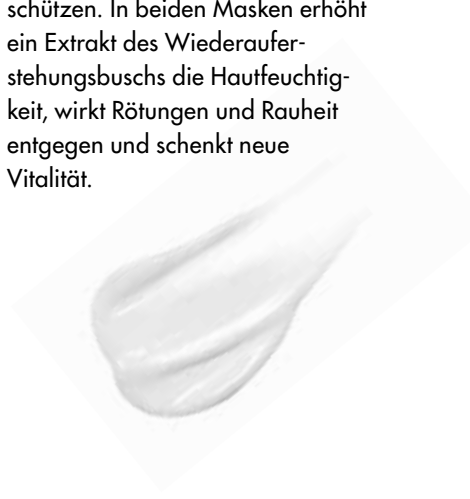 schützen. In beiden Masken erhöht
ein Extrakt des Wiederaufer-
stehungsbuschs die Hautfeuchtig-
keit, wirkt Rötungen und Rauheit
entgegen und schenkt neue
Vitalität.